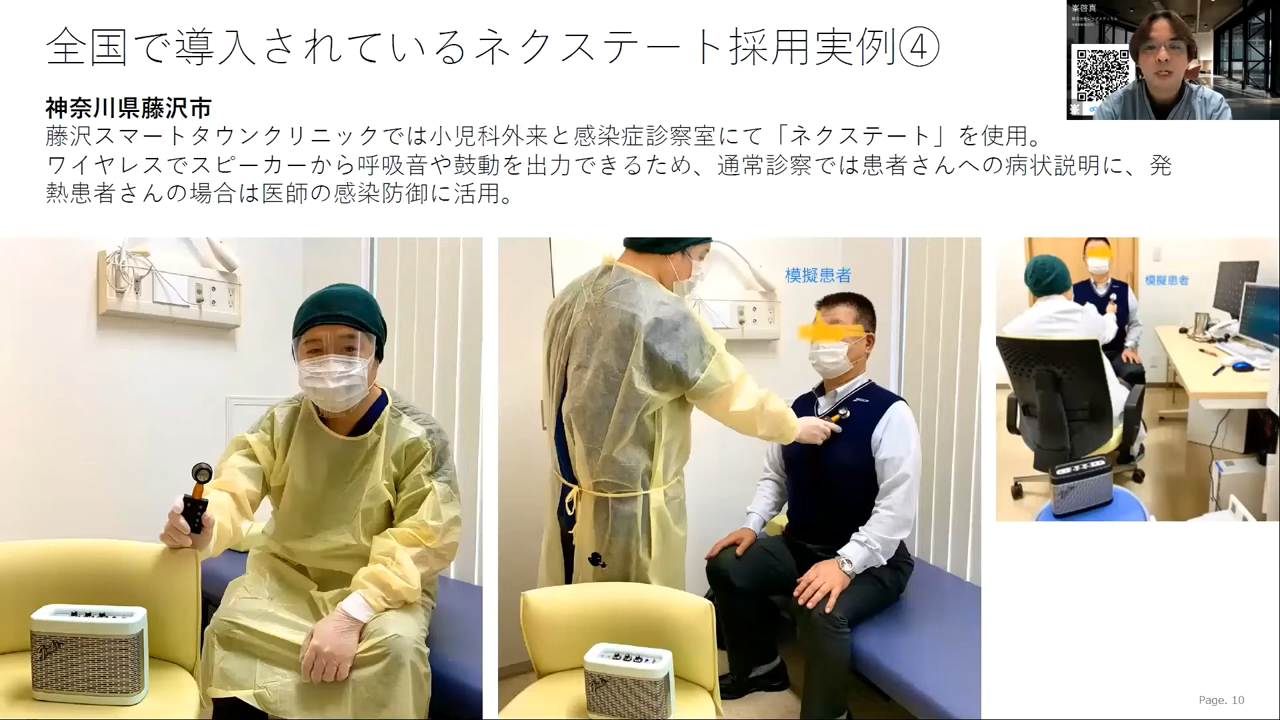 全国で導入されているネクステート採用実例④
峯啓真
神奈川県藤沢市
藤沢スマートタウンクリニックでは小児科外来と感染症診察室にて「ネクステート」を使用。
ワイヤレスでスピーカーから呼吸音や鼓動を出力できるため、通常診察では患者さんへの病状説明に、発
熱患者さんの場合は医師の感染防御に活用。
模擬患者
模擬患者
Fender
Page. 10